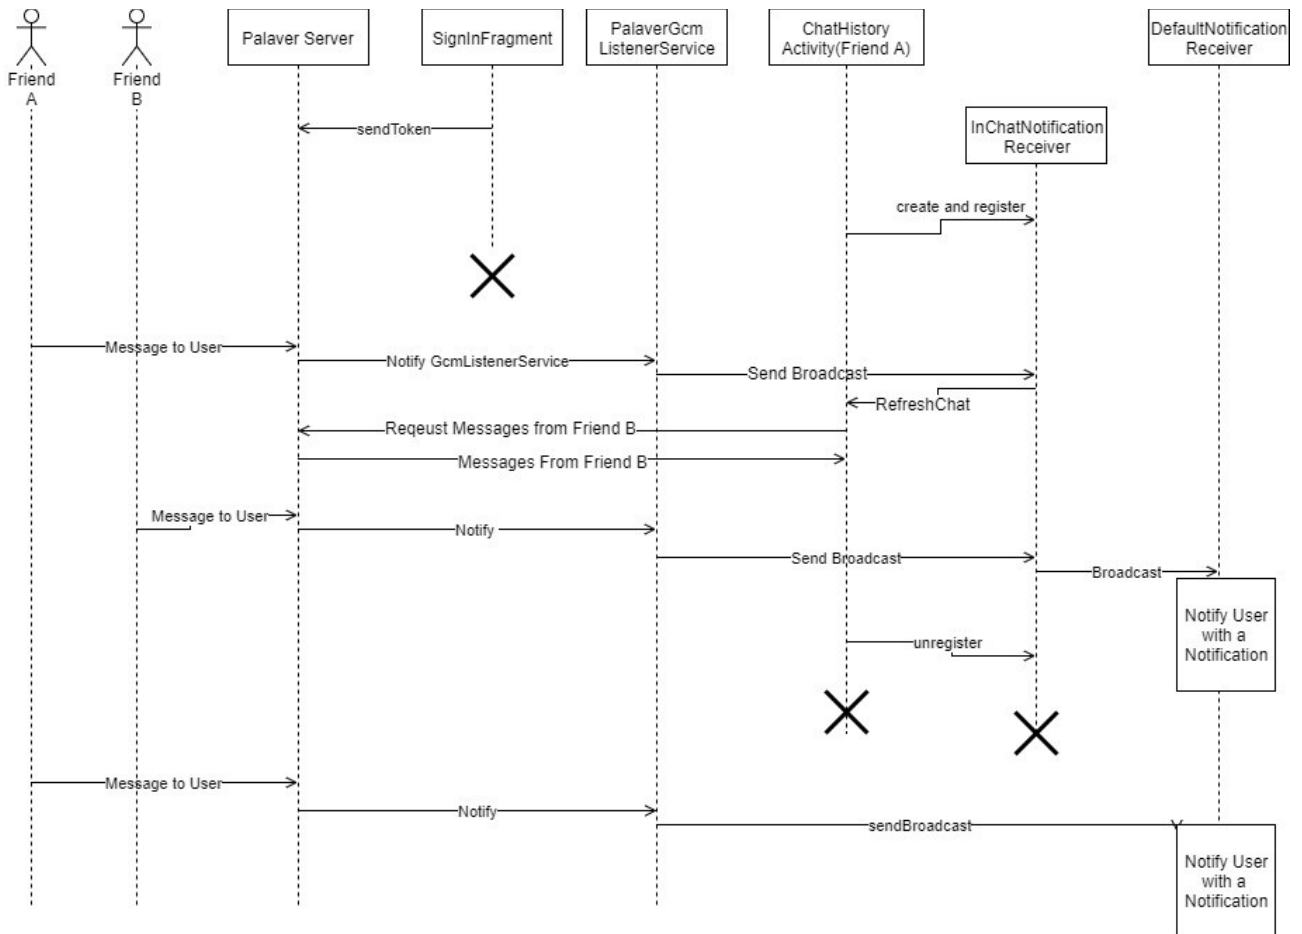 Friend
A
Friend
B
Palaver Server
SignInFragment
PalaverGcm
ListenerService
ChatHistory
Activity(Friend A)
DefaultNotification
Receiver
InChatNotification
Receiver
sendToken
create and register
Message to User
Notify GcmListenerService
Send Broadcast
RefreshChat
Reqeust Messages from Friend B
Messages From Friend B
Message to User
Notify
Send Broadcast
Broadcast
Notify User
with a
Notification
unregister
Message to User
Notify
sendBroadcast
Notify User
with a
Notification